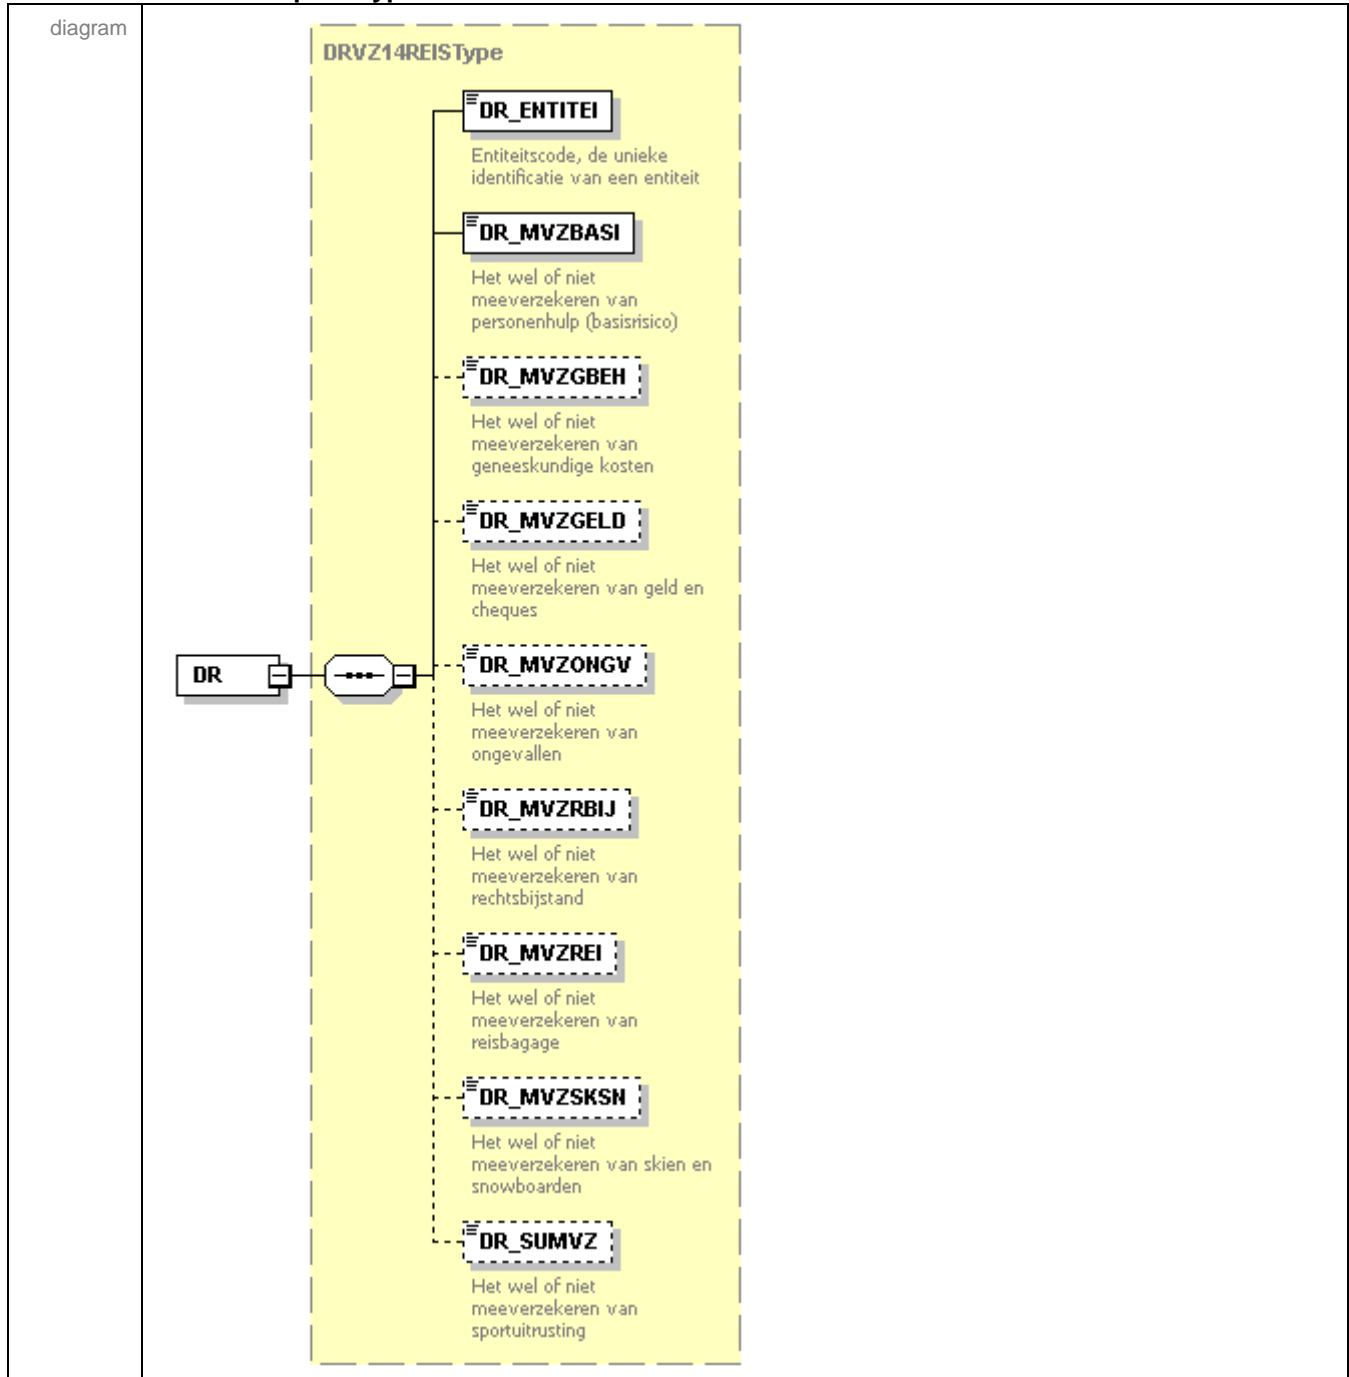 diagram
DRVZ14REISType
DR_ENTITEI
Entiteitscode, de unieke
identificatie van een entiteit
DR_MVZBASI
Het wel of niet
meeverzekeren van
personenhulp (basisrisico)
DR_MVZGBEH
Het wel of niet
meeverzekeren van
geneeskundige kosten
DR_MVZGELD
Het wel of niet
meeverzekeren van geld en
cheques
DR
DR_MVZONGV
Het wel of niet
meeverzekeren van
ongevallen
DR_MVZRBIJ
Het wel of niet
meeverzekeren van
rechtsbijstand
DR_MVZREI
Het wel of niet
meeverzekeren van
reisbagage
DR_MVZSKSN
Het wel of niet
meeverzekeren van skien en
snowboarden
DR_SUMVZ
Het wel of niet
meeverzekeren van
sportuitrusting